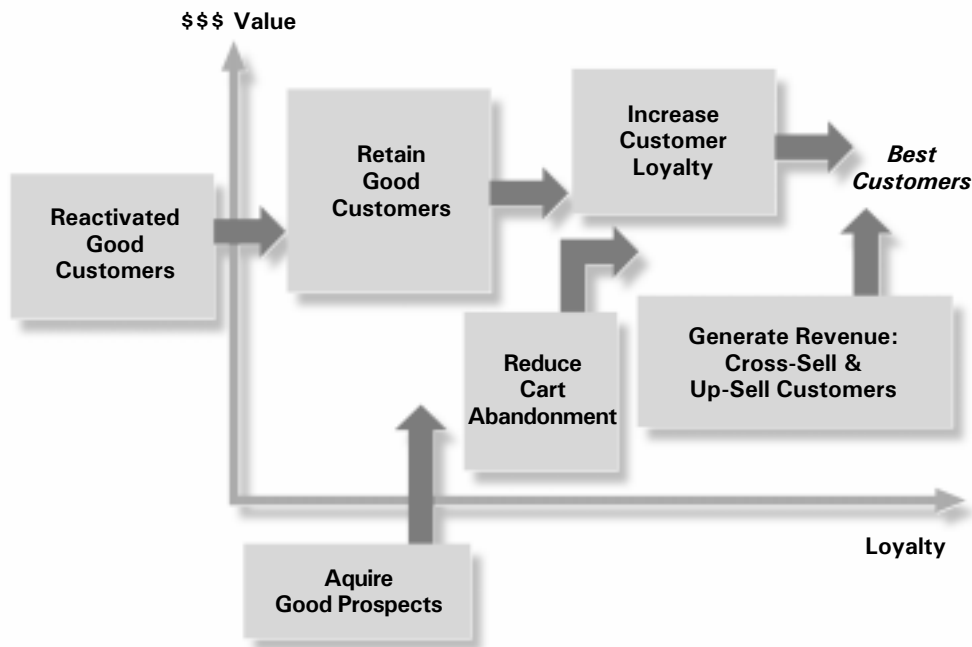 $$$ Value
Reactivated
Good
Customers
Retain
Good
Customers
Increase
Customer
Loyalty
Best
Customers
Reduce
Cart
Abandonment
Generate Revenue:
Cross-Sell &
Up-Sell Customers
Loyalty
Aquire
Good Prospects